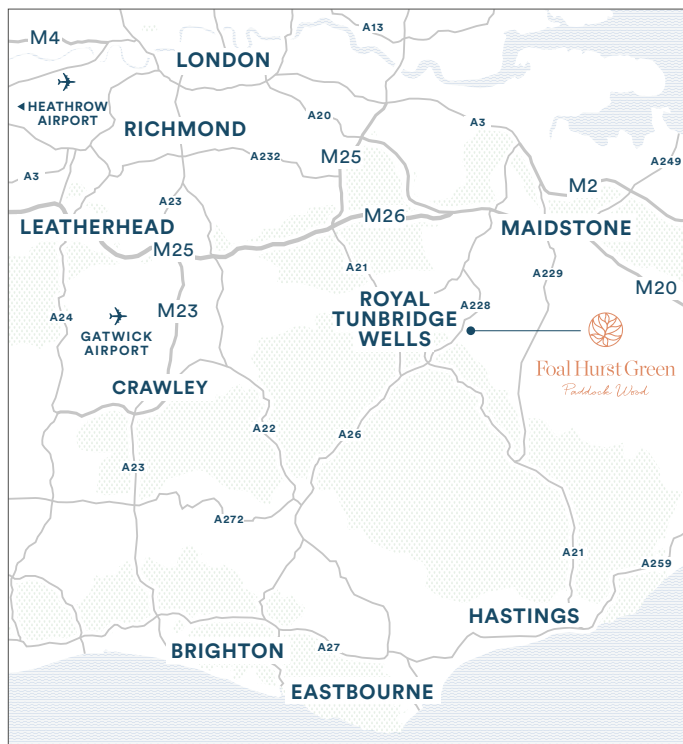 A13
M4
LONDON
HEATHROW
AIRPORT
A20
A3
RICHMOND
A232
M25
A249
A3
M2
A23
M26
LEATHERHEAD
MAIDSTONE
M25
A21
A229
M20
ROYAL
TUNBRIDGE
WELLS
A228
M23
A24
GATWICK
AIRPORT
Foal Hurst Green
Paddock Wood
CRAWLEY
A22
A26
A23
A272
A21
A259
HASTINGS
BRIGHTON
A27
EASTBOURNE